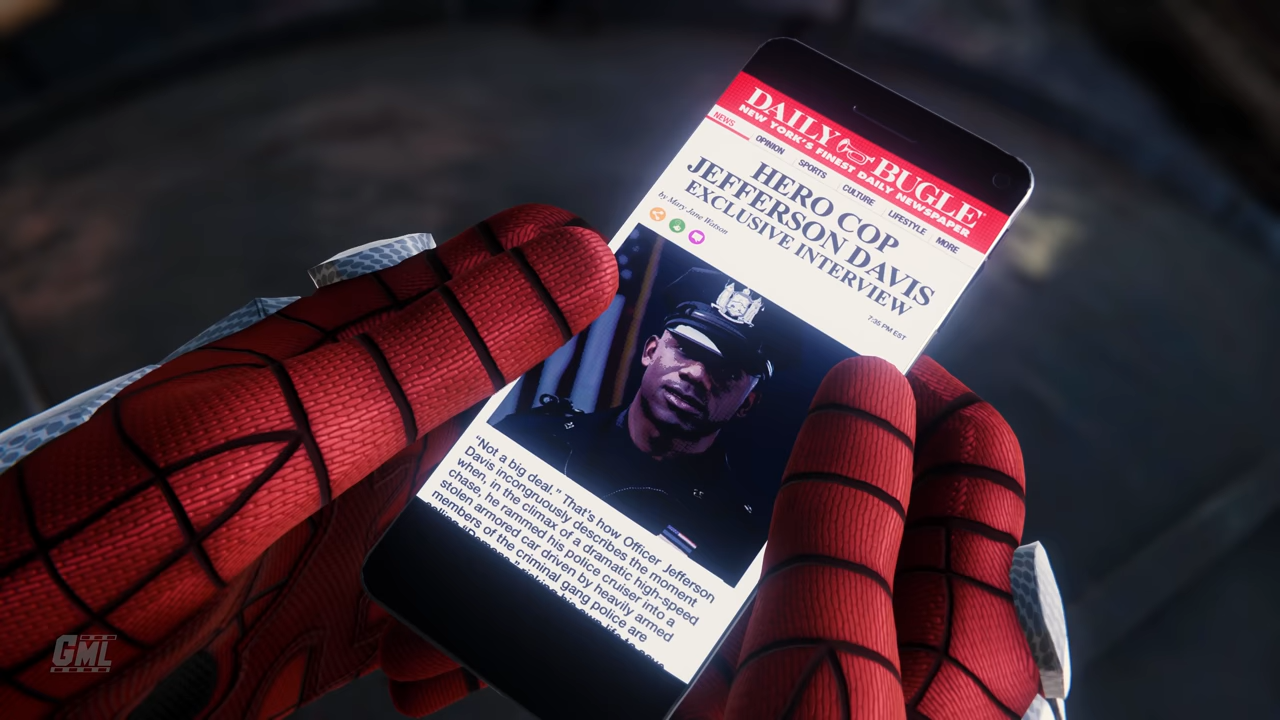 DAILY BUGLE
NEW YORK'S FINEST DAILY NEWSPAPER
NEWS OPINION SPORTS CULTURE LIFESTYLE MORE
HERO COP
JEFFERSON DAVIS
EXCLUSIVE INTERVIEW
by Mary Jane Watson
7:35 PM EST
“Not a big deal.” That's how Officer Jefferson
Davis incongruously describes the moment
when, in the climax of a dramatic high-speed
chase, he rammed his police cruiser into a
stolen armored car driven by heavily armed
members of the criminal gang police are
GML